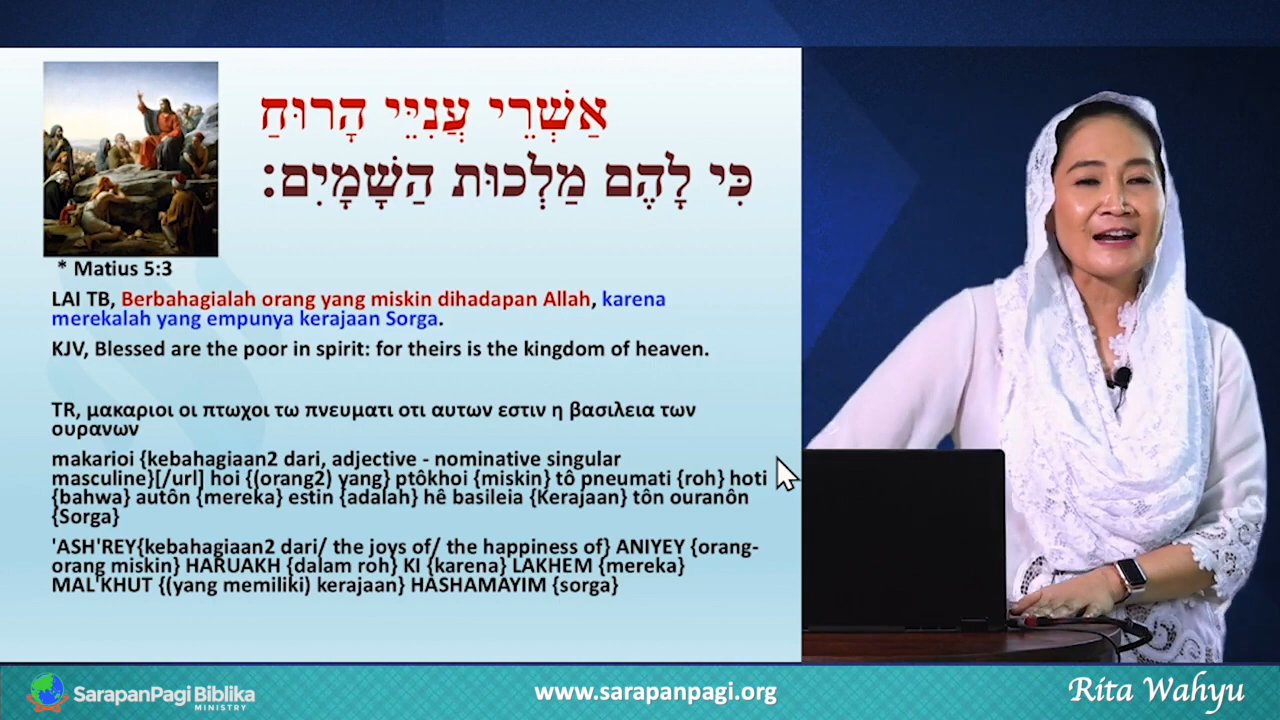 אַשְׁרֵי עֲנִיֵּי הָרוּחַ
כִּי לָהֶם מַלְכוּת הַשָּׁמָיִם׃
* Matius 5:3
LAI TB, Berbahagialah orang yang miskin dihadapan Allah, karena
merekalah yang empunya kerajaan Sorga.
KJV, Blessed are the poor in spirit: for theirs is the kingdom of heaven.
TR, μακαριοι οι πτωχοι τω πνευματι οτι αυτων εστιν η βασιλεια των
ουρανων
makarioi {kebahagiaan2 dari, adjective - nominative singular
masculine}[/url] hoi {(orang2) yang} ptôkhoi {miskin} tô pneumati {roh} hoti
{bahwa} autôn {mereka} estin {adalah} hê basileia {Kerajaan} tôn ouranôn
{Sorga}
'ASH'REY{kebahagiaan2 dari/ the joys of/ the happiness of} ANIYEY {orang-
orang miskin} HARUAKH {dalam roh} KI {karena} LAKHEM {mereka}
MAL'KHUT {(yang memiliki) kerajaan} HASHAMAYIM {sorga}
SarapanPagi Biblika
MINISTRY
www.sarapanpagi.org
Rita Wahyu